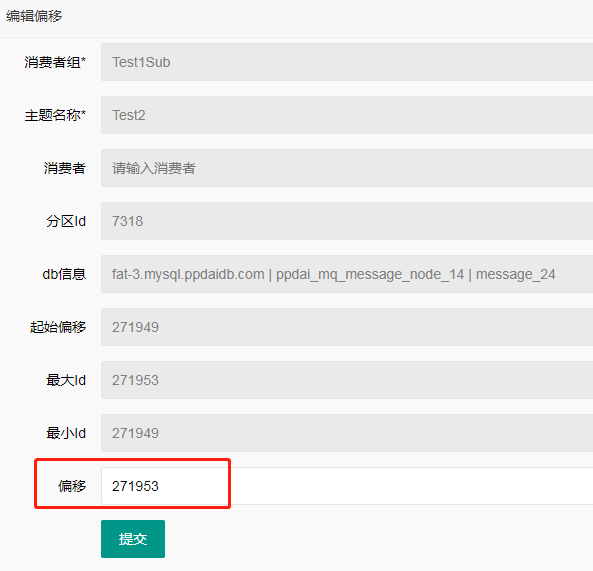 编辑偏移
消费者组* Test1Sub
主题名称* Test2
消费者 请输入消费者
分区Id 7318
db信息 fat-3.mysql.ppdaidb.com | ppdai_mq_message_node_14 | message_24
起始偏移 271949
最大Id 271953
最小Id 271949
偏移 271953
提交